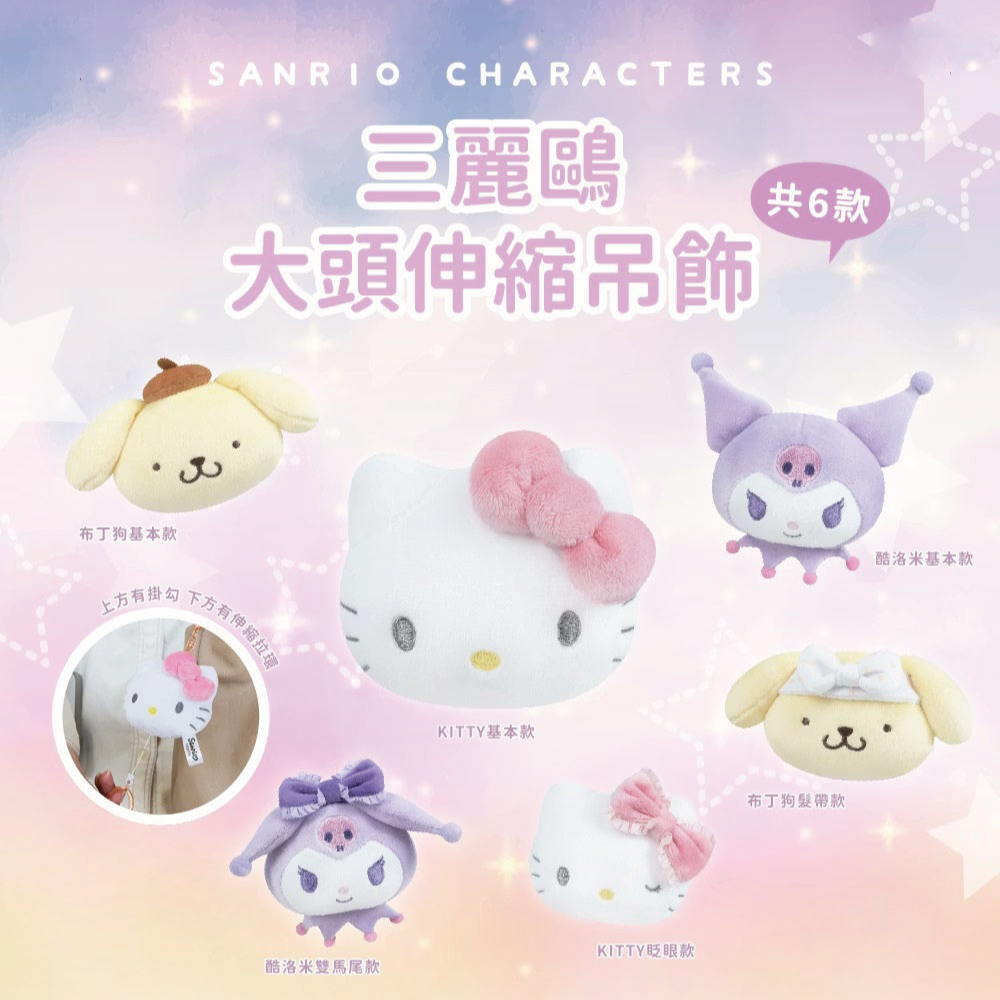 SANRIO CHARACTERS
三麗鷗
大頭伸縮吊飾
共6款
布丁狗基本款
酷洛米基本款
上方有掛勾 下方有伸縮拉環
Sanrio
KITTY基本款
布丁狗髮帶款
酷洛米雙馬尾款
KITTY眨眼款